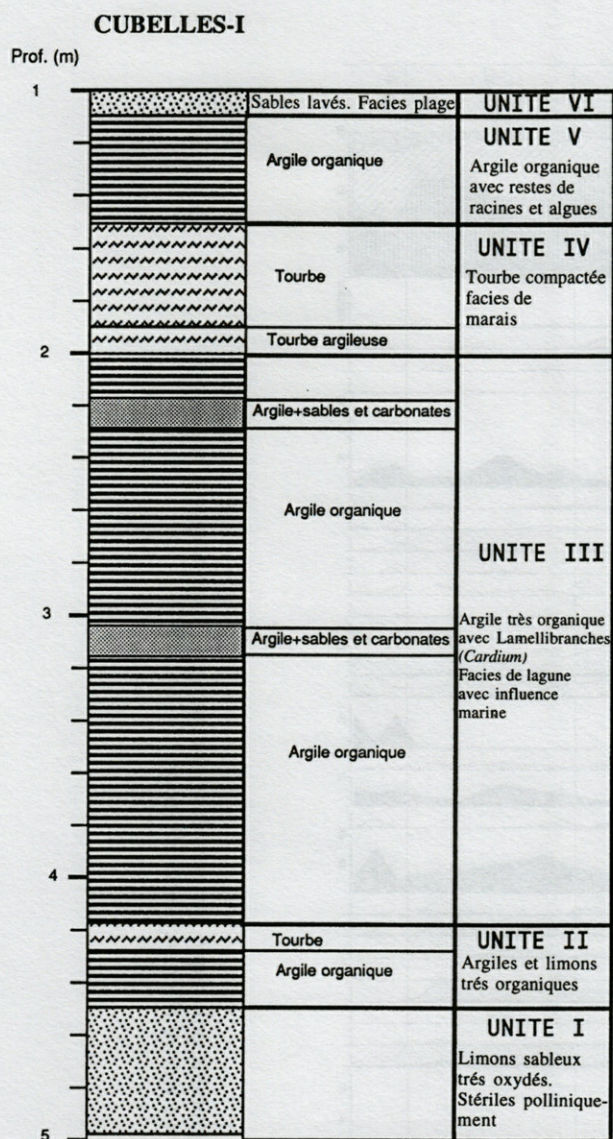 CUBELLES-I
Prof. (m)
1
Sables lavés. Facies plage
UNITE VI
Argile organique
UNITE V
Argile organique
avec restes de
racines et algues
Tourbe
UNITE IV
Tourbe compactée
facies de
marais
Tourbe argileuse
2
Argile+sables et carbonates
Argile organique
UNITE III
3
Argile+sables et carbonates
Argile très organique
avec Lamellibranches
(Cardium)
Facies de lagune
avec influence
marine
Argile organique
4
Tourbe
UNITE II
Argile organique
Argiles et limons
trés organiques
UNITE I
Limons sableux
trés oxydés.
Stériles pollinique-
ment
5